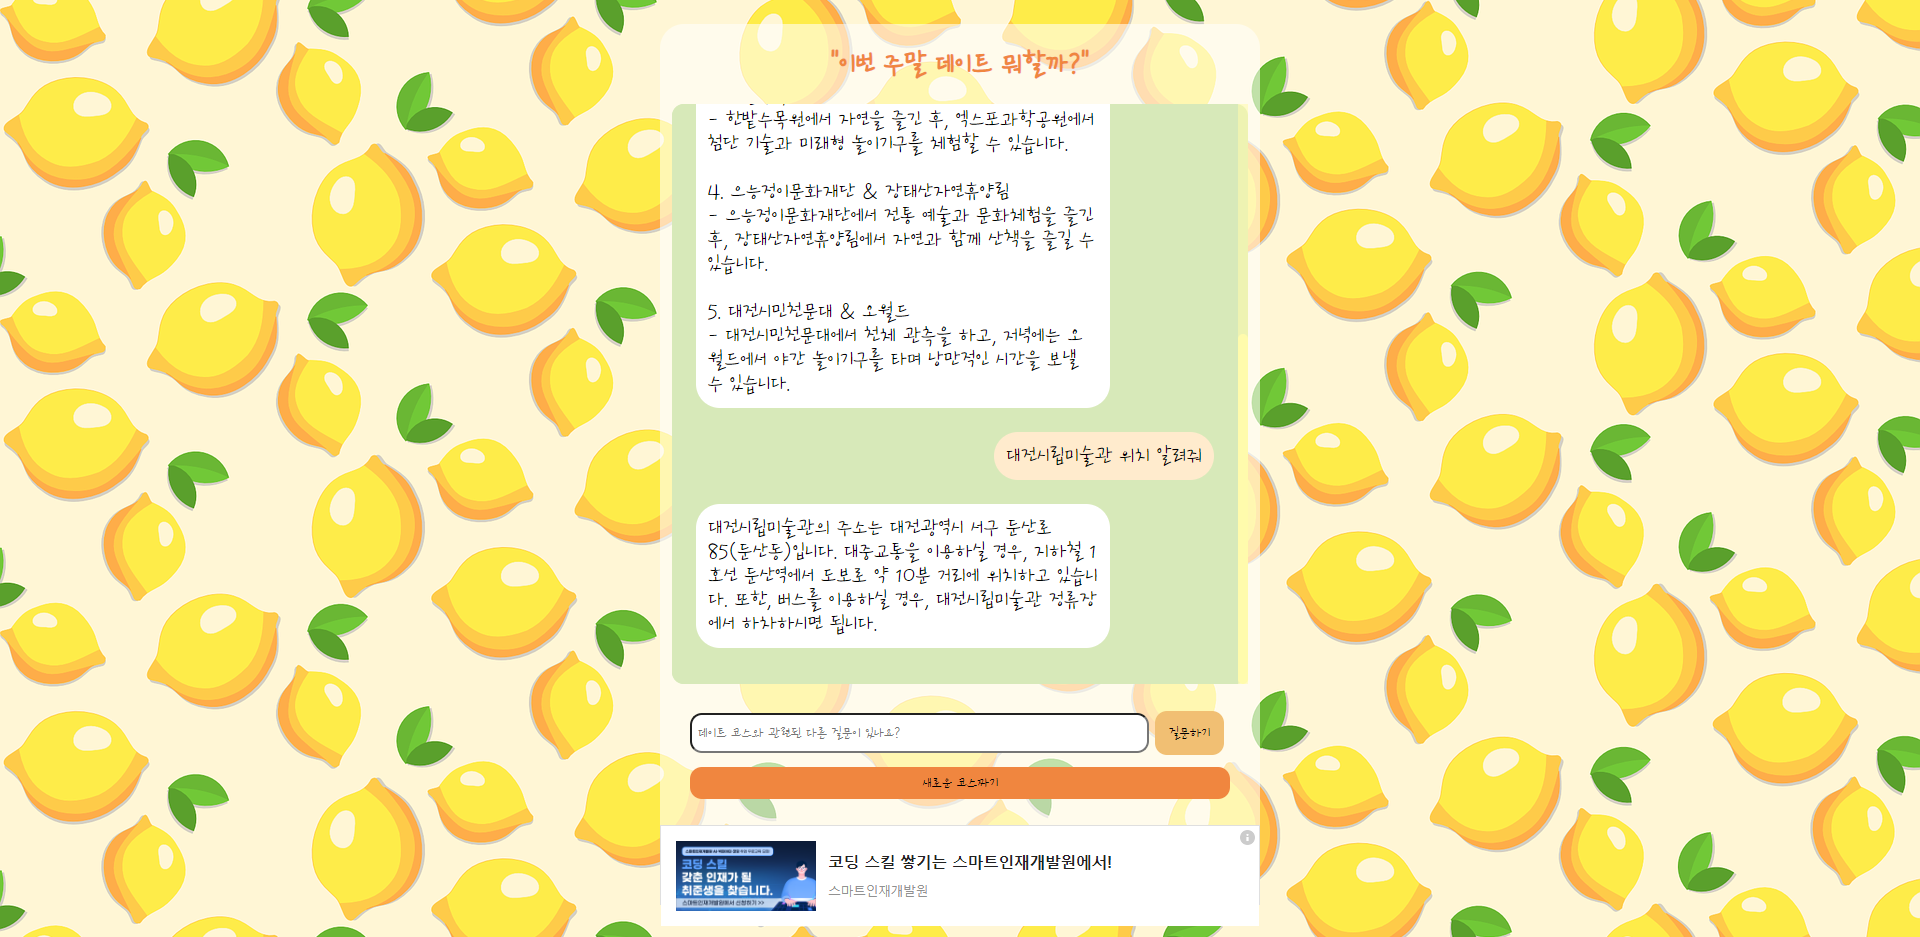 "이번 주말 데이트 뭐할까?"
- 한밭수목원에서 자연을 즐긴 후, 엑스포과학공원에서
첨단 기술과 미래형 놀이기구를 체험할 수 있습니다.
4. 으능정이문화재단 & 장태산자연휴양림
- 으능정이문화재단에서 전통 예술과 문화체험을 즐긴
후, 장태산자연휴양림에서 자연과 함께 산책을 즐길 수
있습니다.
5. 대전시민천문대 & 오월드
- 대전시민천문대에서 천체 관측을 하고, 저녁에는 오
월드에서 야간 놀이기구를 타며 낭만적인 시간을 보낼
수 있습니다.
대전시립미술관 위치 알려줘
대전시립미술관의 주소는 대전광역시 서구 둔산로
85(둔산동)입니다. 대중교통을 이용하실 경우, 지하철 1
호선 둔산역에서 도보로 약 10분 거리에 위치하고 있습니
다. 또한, 버스를 이용하실 경우, 대전시립미술관 정류장
에서 하차하시면 됩니다.
데이트 코스와 관련된 다른 질문이 있나요?
질문하기
새로운 코스짜기
코딩 스킬
갖춘 인재가 될
취준생을 찾습니다.
스마트인재개발원에서 신청하기 >>
코딩 스킬 쌓기는 스마트인재개발원에서!
스마트인재개발원